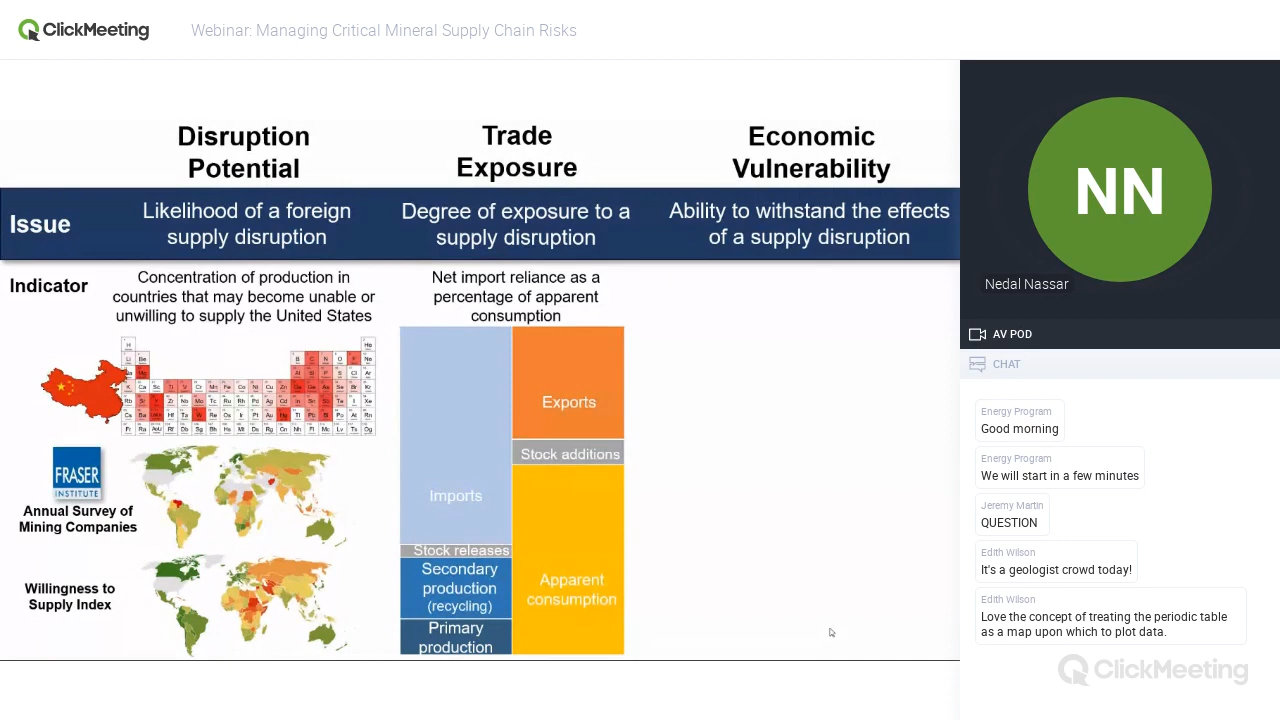 ClickMeeting
Webinar: Managing Critical Mineral Supply Chain Risks
Disruption
Potential
Trade
Exposure
Economic
Vulnerability
Issue
Likelihood of a foreign
supply disruption
Degree of exposure to a
supply disruption
Ability to withstand the effects
of a supply disruption
Indicator
Concentration of production in
countries that may become unable or
unwilling to supply the United States
Net import reliance as a
percentage of apparent
consumption
FRASER
INSTITUTE
Annual Survey of
Mining Companies
Willingness to
Supply Index
Imports
Stock releases
Secondary
production
(recycling)
Primary
production
Exports
Stock additions
Apparent
consumption
NN
Nedal Nassar
AV POD
CHAT
Energy Program
Good morning
Energy Program
We will start in a few minutes
Jeremy Martin
QUESTION
Edith Wilson
It's a geologist crowd today!
Edith Wilson
Love the concept of treating the periodic table
as a map upon which to plot data.
ClickMeeting